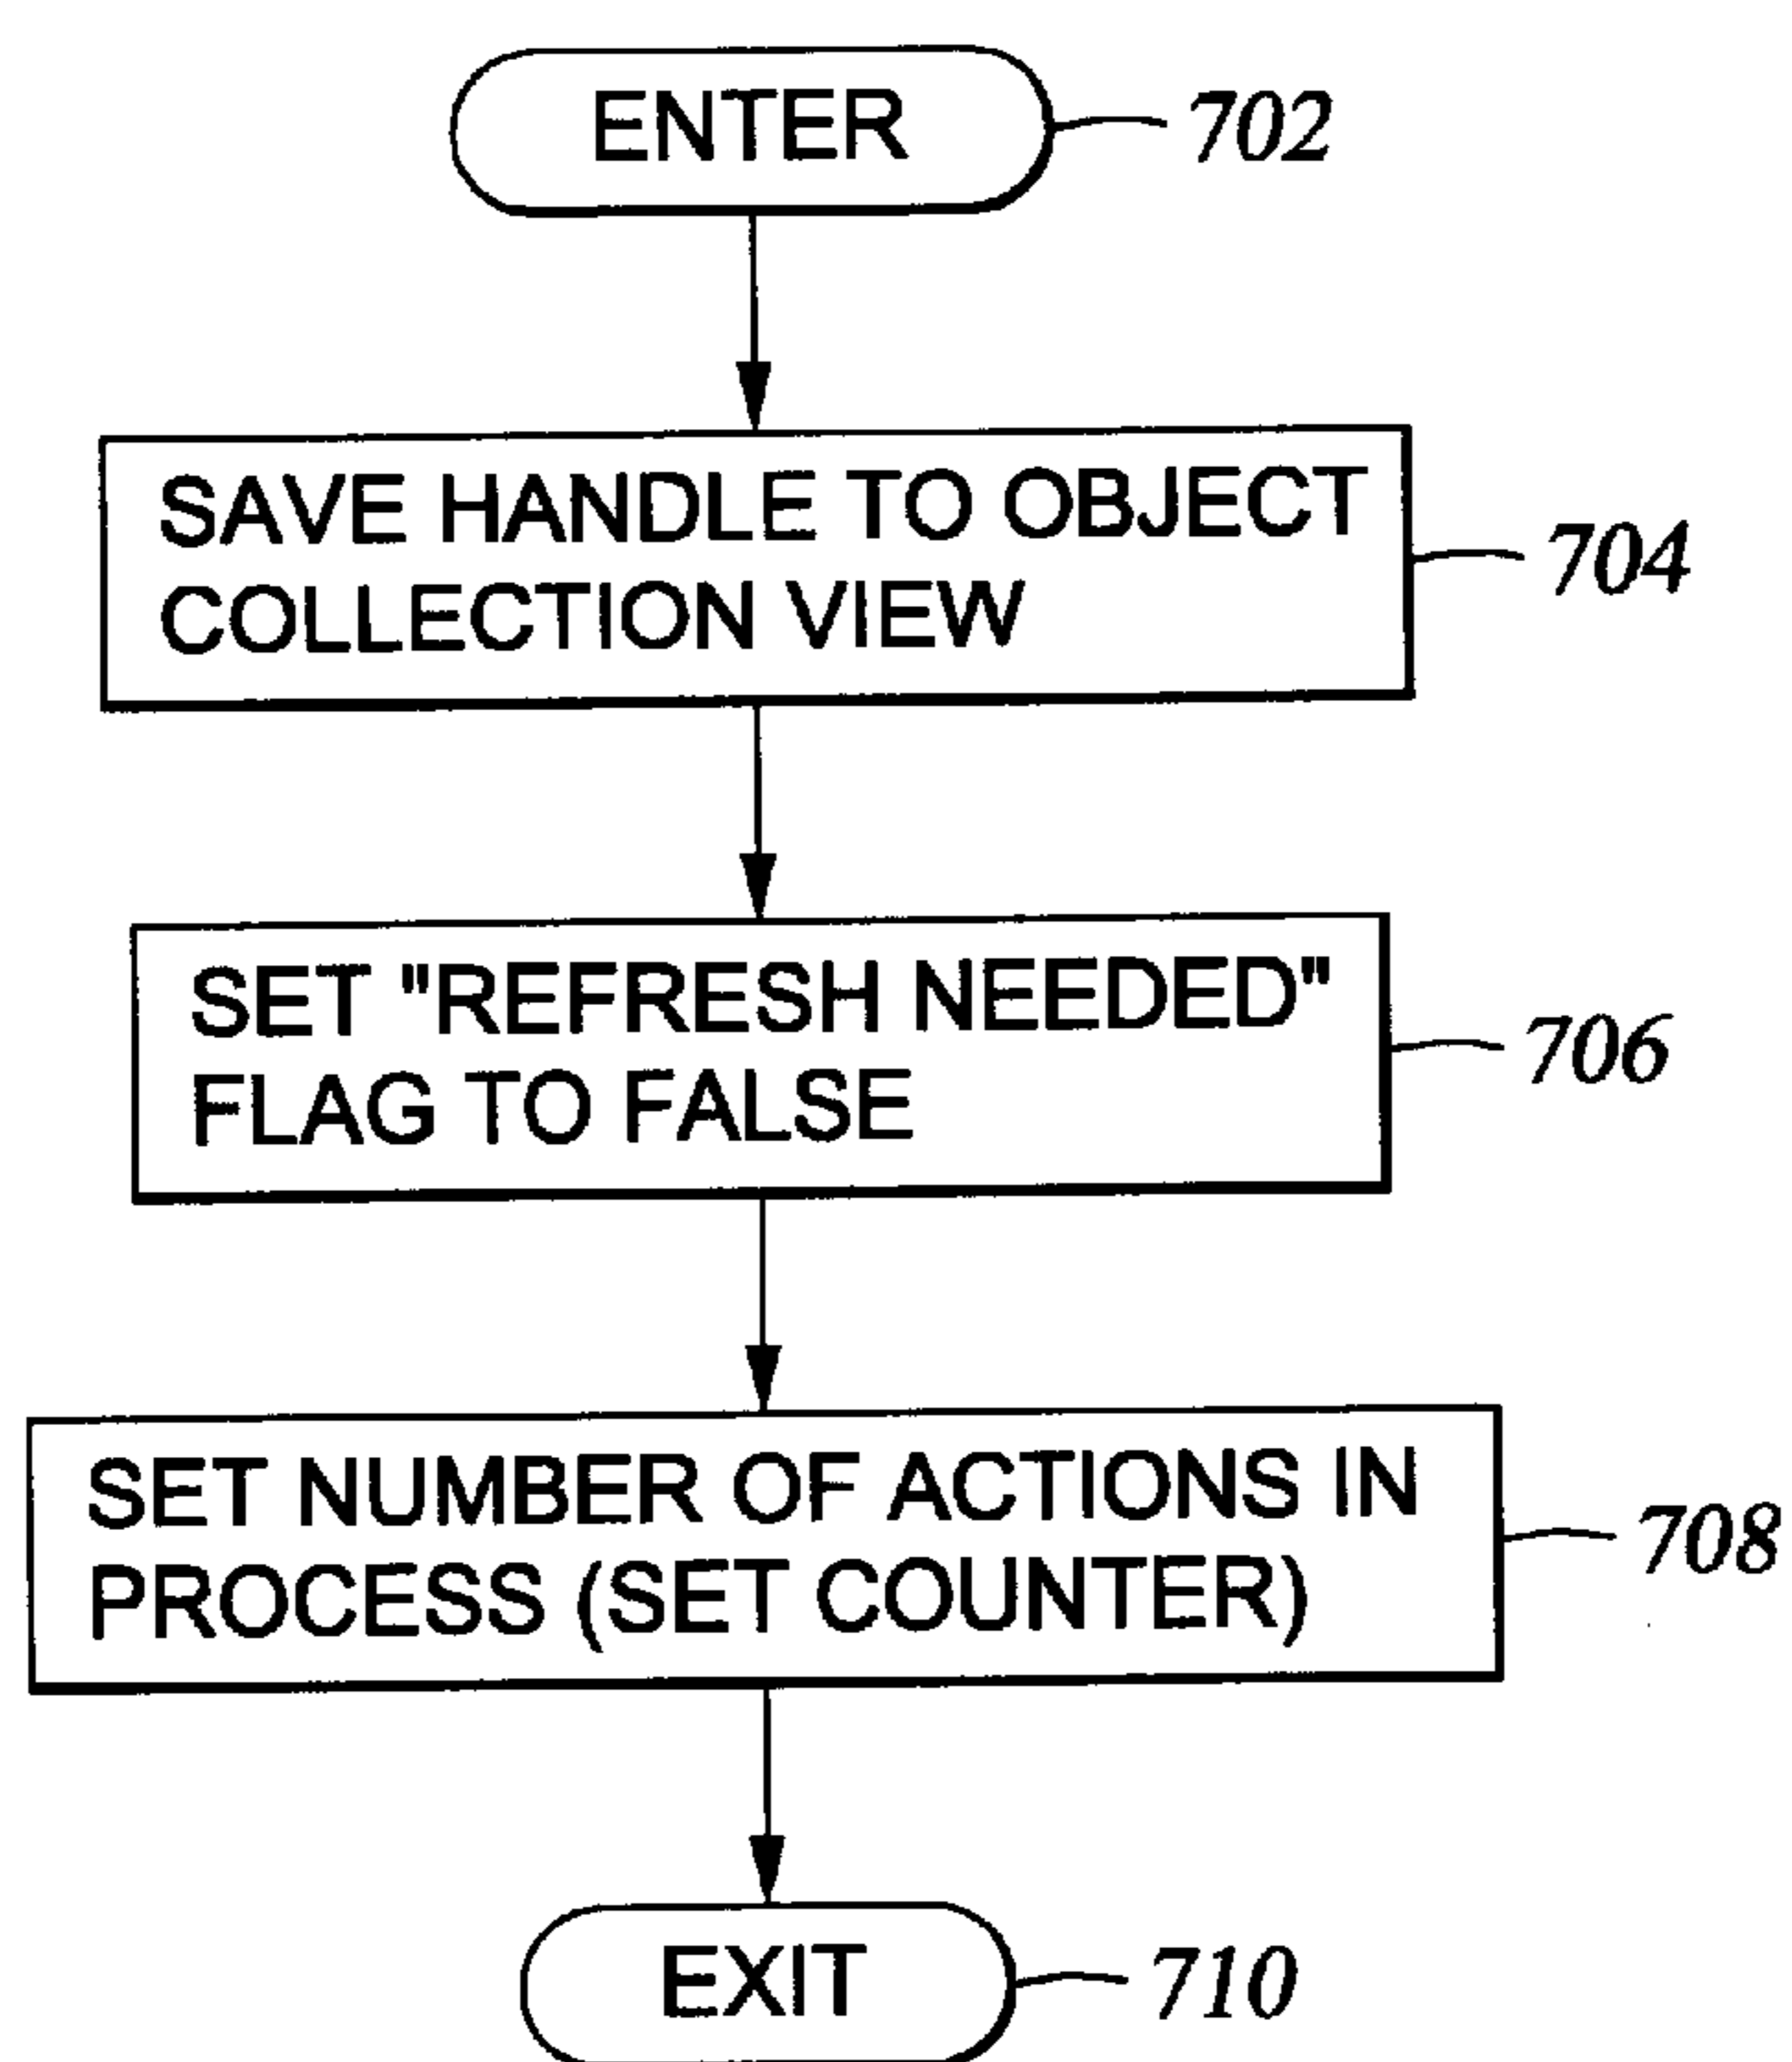 ENTER
702
SAVE HANDLE TO OBJECT
COLLECTION VIEW
704
SET "REFRESH NEEDED"
FLAG TO FALSE
706
SET NUMBER OF ACTIONS IN
PROCESS (SET COUNTER)
708
EXIT
710